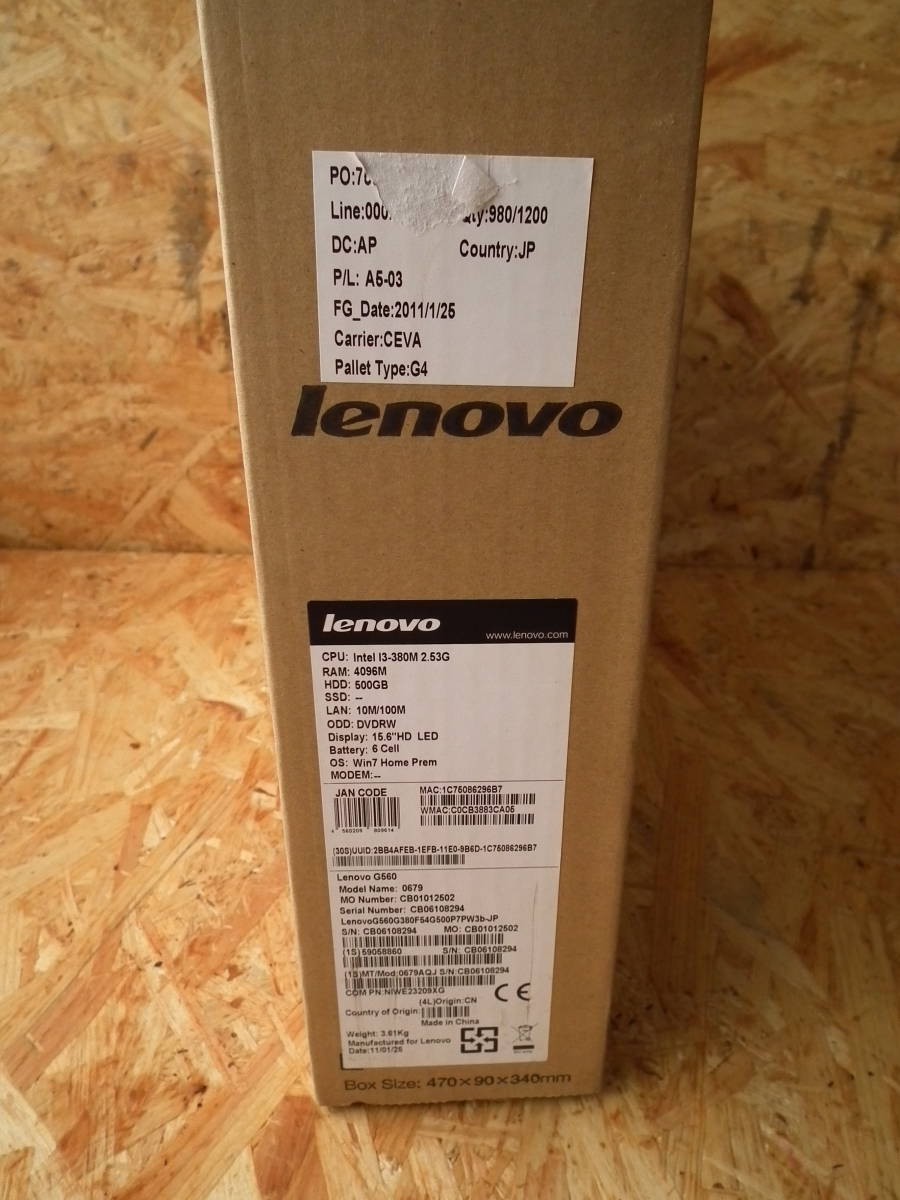 PO:70
Line:000. Qty:980/1200
DC:AP Country:JP
P/L: A5-03
FG_Date:2011/1/25
Carrier:CEVA
Pallet Type:G4
lenovo
lenovo www.lenovo.com
CPU: Intel I3-380M 2.53G
RAM: 4096M
HDD: 500GB
SSD: --
LAN: 10M/100M
ODD: DVDRW
Display: 15.6"HD LED
Battery: 6 Cell
OS: Win7 Home Prem
MODEM:--
JAN CODE MAC:1C75086296B7
WMAC:C0CB3883CA05
(30S)UUID:2BB4AFEB-1EFB-11E0-9B6D-1C75086296B7
Lenovo G560
Model Name: 0679
MO Number: CB01012502
Serial Number: CB06108294
LenovoG560G380F54G500P7PW3b-JP
S/N: CB06108294 MO: CB01012502
(1S)59058860 S/N: CB06108294
(1S)MT/Mod:0679AQJ S/N:CB06108294
COM PN:NIWE23209XG
CE
(4L)Origin:CN
Country of Origin:
Made in China
Weight: 3.61Kg
Manufactured for Lenovo
Date:11/01/25
Box Size: 470×90×340mm